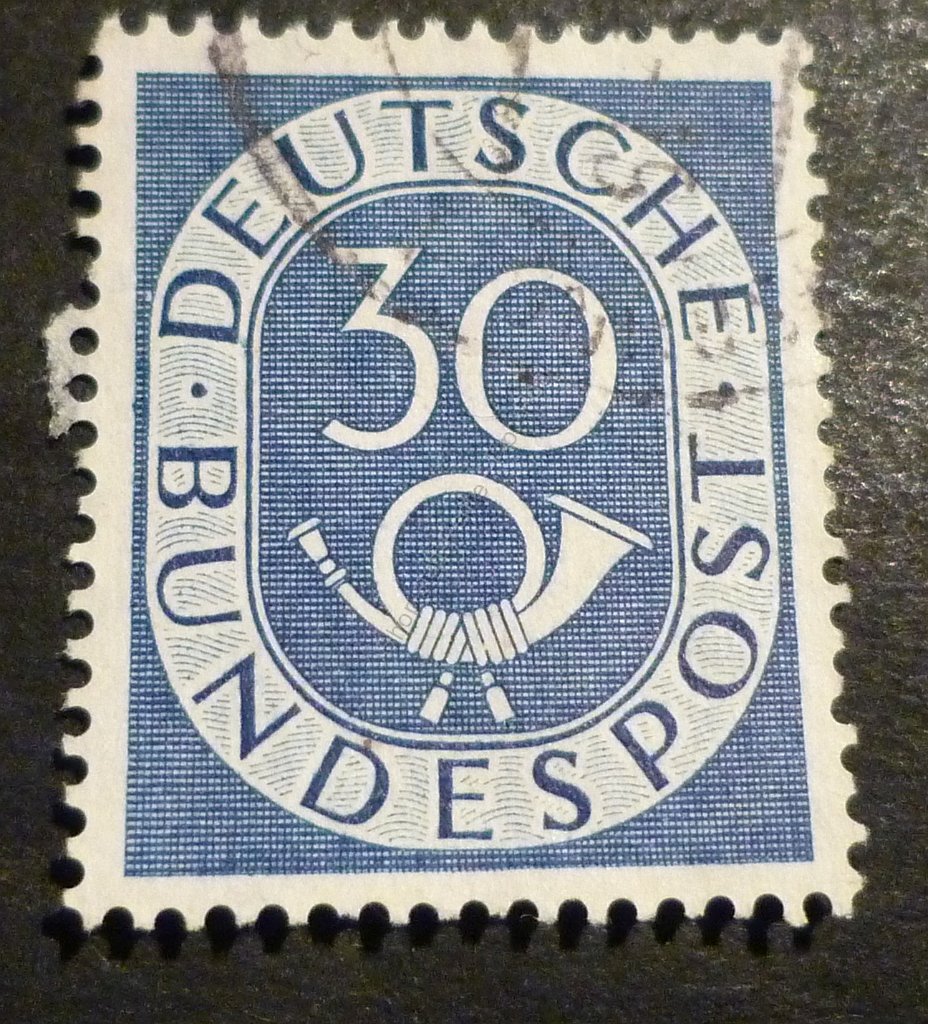 DEUTSCHE
30
· BUNDESPOST ·